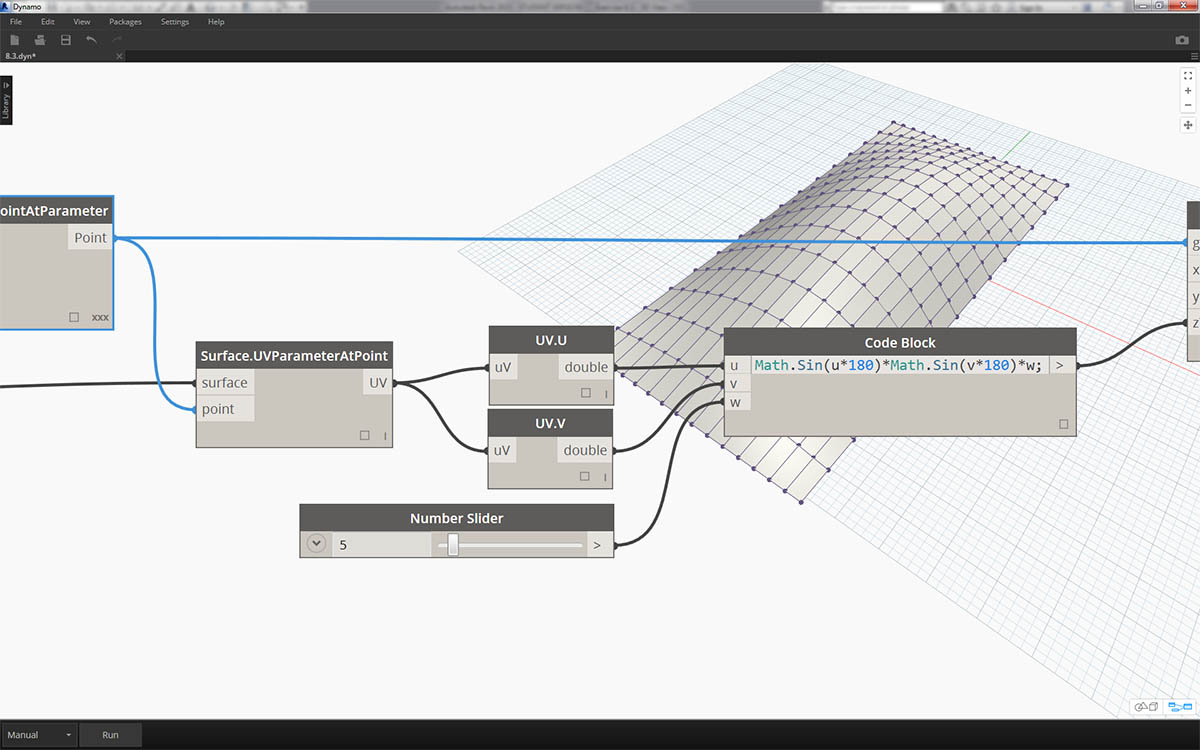 Dynamo
File Edit View Packages Settings Help
8.3.dyn*
Library
ointAtParameter
Point
xxx
Surface.UVParameterAtPoint
surface UV
point
UV.U
uV double
UV.V
uV double
Number Slider
5 >
Code Block
u Math.Sin(u*180)*Math.Sin(v*180)*w; >
v
w
g
x
y
z
Manual Run